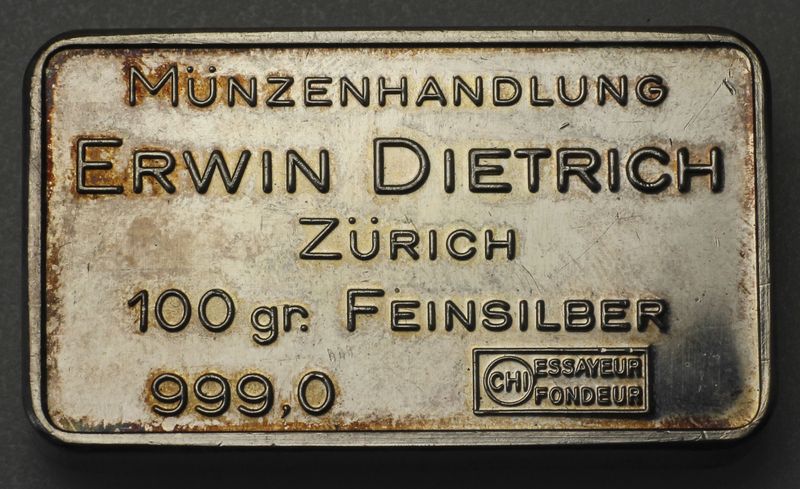 MÜNZENHANDLUNG
ERWIN DIETRICH
ZÜRICH
100 gr. FEINSILBER
999,0
CHI ESSAYEUR
FONDEUR